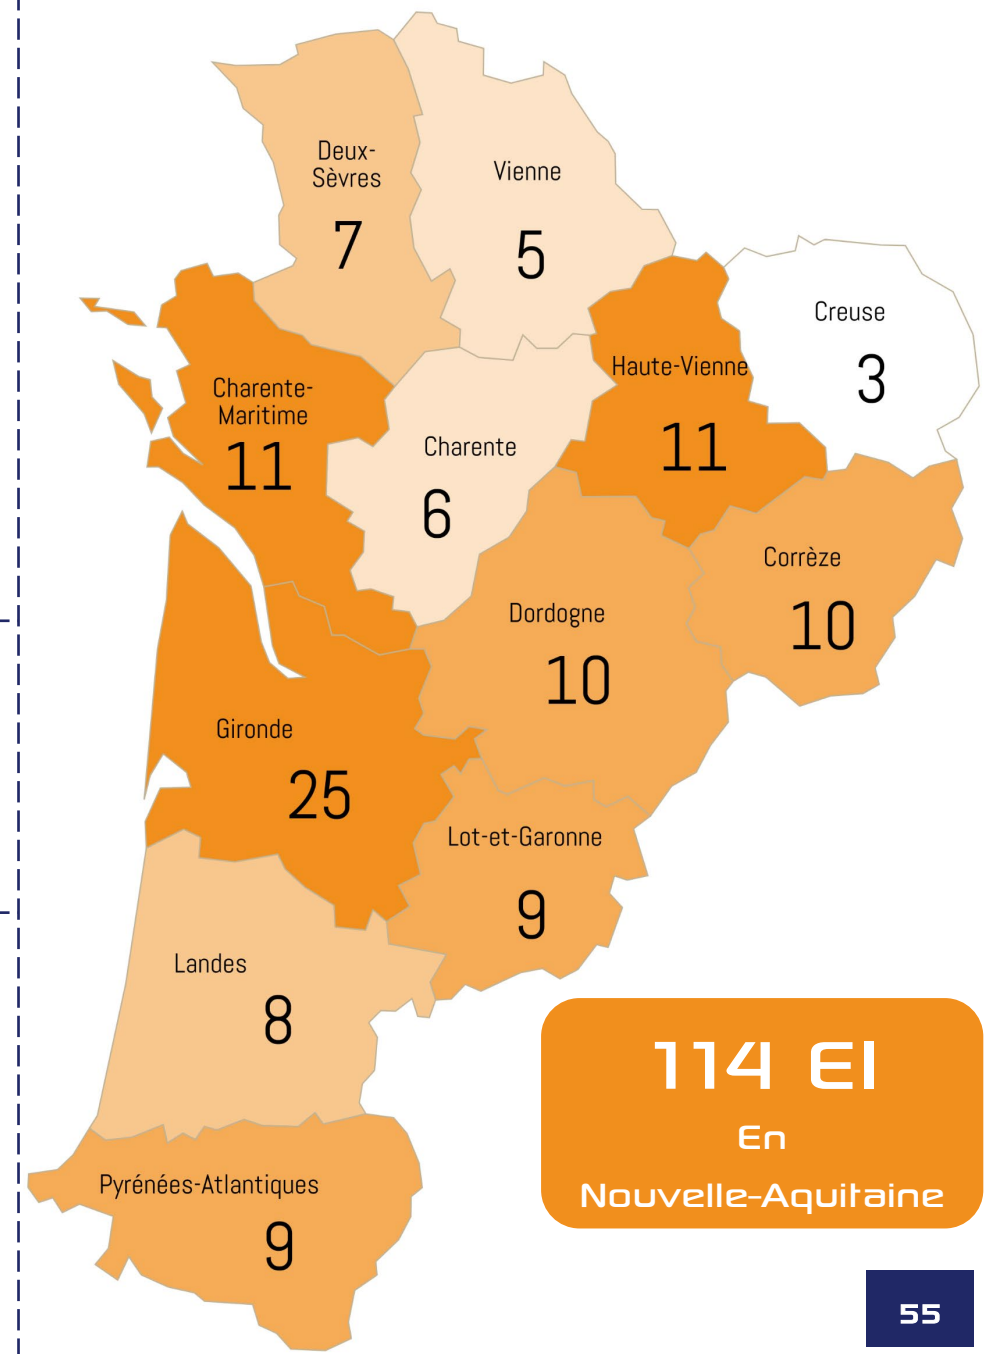 Deux-
Sèvres
7
Vienne
5
Creuse
3
Haute-Vienne
11
Charente-
Maritime
11
Charente
6
Corrèze
10
Dordogne
10
Gironde
25
Lot-et-Garonne
9
Landes
8
Pyrénées-Atlantiques
9
114 EI
En
Nouvelle-Aquitaine
55